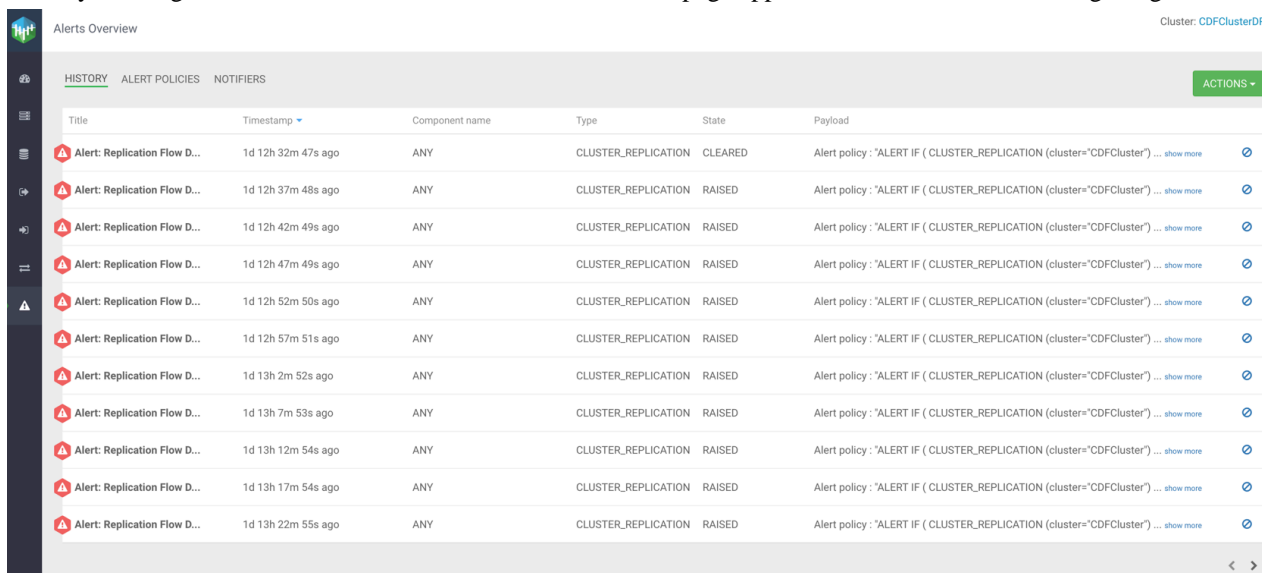 Alerts Overview
Cluster: CDFClusterDR
HISTORY ALERT POLICIES NOTIFIERS
ACTIONS
Title Timestamp Component name Type State Payload
Alert: Replication Flow D... 1d 12h 32m 47s ago ANY CLUSTER_REPLICATION CLEARED Alert policy : "ALERT IF ( CLUSTER_REPLICATION (cluster="CDFCluster") ... show more
Alert: Replication Flow D... 1d 12h 37m 48s ago ANY CLUSTER_REPLICATION RAISED Alert policy : "ALERT IF ( CLUSTER_REPLICATION (cluster="CDFCluster") ... show more
Alert: Replication Flow D... 1d 12h 42m 49s ago ANY CLUSTER_REPLICATION RAISED Alert policy : "ALERT IF ( CLUSTER_REPLICATION (cluster="CDFCluster") ... show more
Alert: Replication Flow D... 1d 12h 47m 49s ago ANY CLUSTER_REPLICATION RAISED Alert policy : "ALERT IF ( CLUSTER_REPLICATION (cluster="CDFCluster") ... show more
Alert: Replication Flow D... 1d 12h 52m 50s ago ANY CLUSTER_REPLICATION RAISED Alert policy : "ALERT IF ( CLUSTER_REPLICATION (cluster="CDFCluster") ... show more
Alert: Replication Flow D... 1d 12h 57m 51s ago ANY CLUSTER_REPLICATION RAISED Alert policy : "ALERT IF ( CLUSTER_REPLICATION (cluster="CDFCluster") ... show more
Alert: Replication Flow D... 1d 13h 2m 52s ago ANY CLUSTER_REPLICATION RAISED Alert policy : "ALERT IF ( CLUSTER_REPLICATION (cluster="CDFCluster") ... show more
Alert: Replication Flow D... 1d 13h 7m 53s ago ANY CLUSTER_REPLICATION RAISED Alert policy : "ALERT IF ( CLUSTER_REPLICATION (cluster="CDFCluster") ... show more
Alert: Replication Flow D... 1d 13h 12m 54s ago ANY CLUSTER_REPLICATION RAISED Alert policy : "ALERT IF ( CLUSTER_REPLICATION (cluster="CDFCluster") ... show more
Alert: Replication Flow D... 1d 13h 17m 54s ago ANY CLUSTER_REPLICATION RAISED Alert policy : "ALERT IF ( CLUSTER_REPLICATION (cluster="CDFCluster") ... show more
Alert: Replication Flow D... 1d 13h 22m 55s ago ANY CLUSTER_REPLICATION RAISED Alert policy : "ALERT IF ( CLUSTER_REPLICATION (cluster="CDFCluster") ... show more